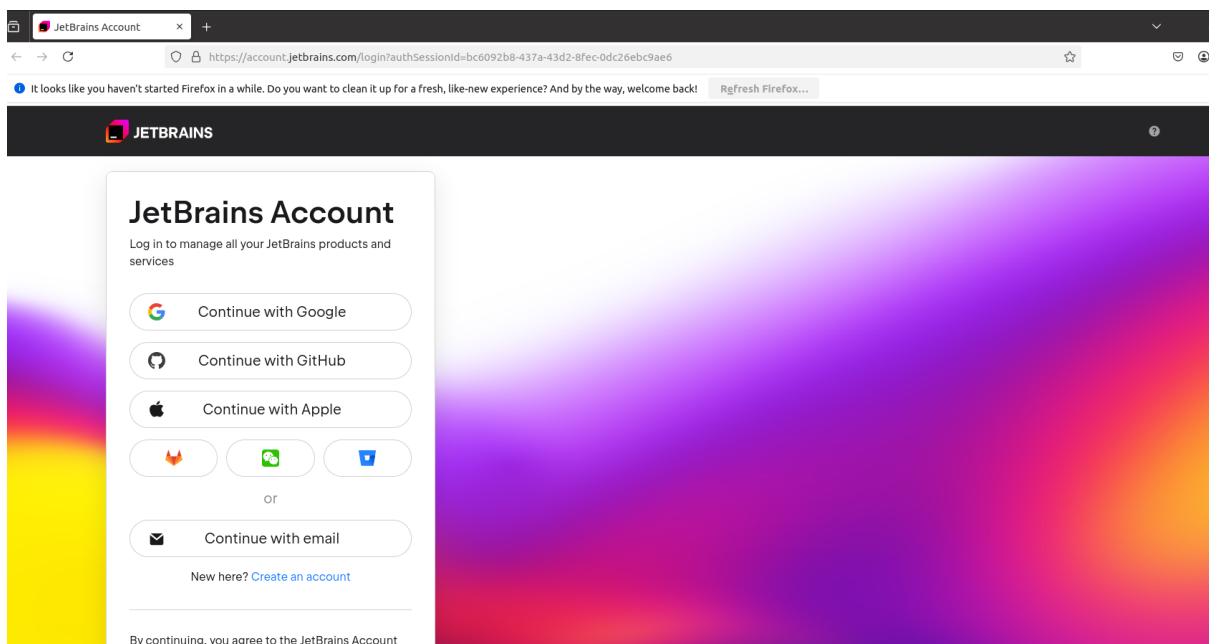 JetBrains Account
https://account.jetbrains.com/login?authSessionId=bc6092b8-437a-43d2-8fec-0dc26ebc9ae6
It looks like you haven't started Firefox in a while. Do you want to clean it up for a fresh, like-new experience? And by the way, welcome back! Refresh Firefox...
JETBRAINS
JetBrains Account
Log in to manage all your JetBrains products and
services
Continue with Google
Continue with GitHub
Continue with Apple
or
Continue with email
New here? Create an account
By continuing, you agree to the JetBrains Account